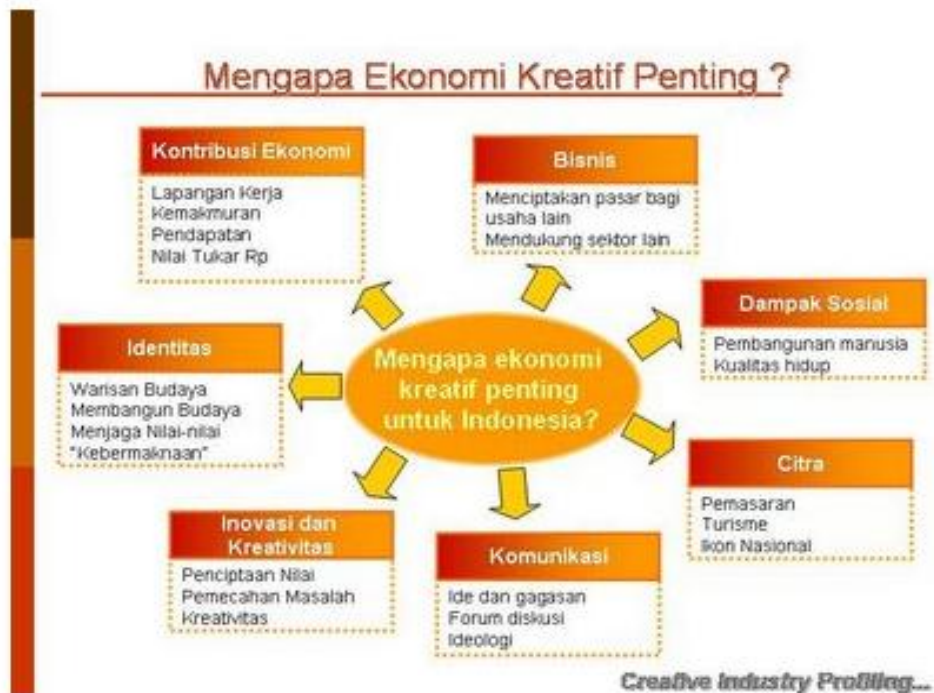 Mengapa Ekonomi Kreatif Penting ?
Kontribusi Ekonomi
Lapangan Kerja
Kemakmuran
Pendapatan
Nilai Tukar Rp
Bisnis
Menciptakan pasar bagi
usaha lain
Mendukung sektor lain
Dampak Sosial
Pembangunan manusia
Kualitas hidup
Identitas
Warisan Budaya
Membangun Budaya
Menjaga Nilai-nilai
"Kebermaknaan"
Mengapa ekonomi
kreatif penting
untuk Indonesia?
Citra
Pemasaran
Turisme
Ikon Nasional
Inovasi dan
Kreativitas
Penciptaan Nilai
Pemecahan Masalah
Kreativitas
Komunikasi
Ide dan gagasan
Forum diskusi
Ideologi
Creative Industry Profiling...